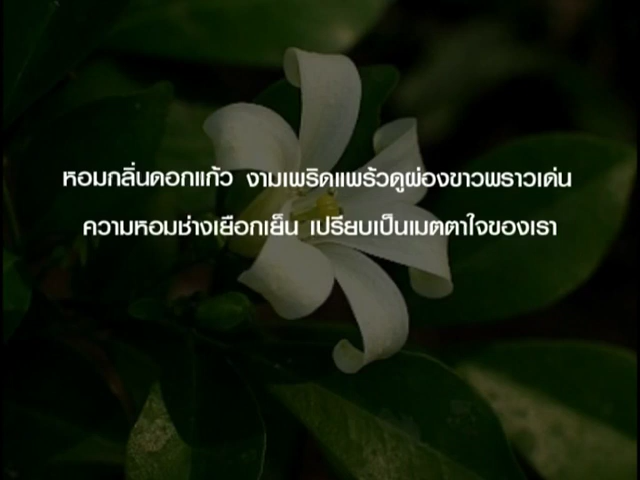 หอมกลิ่นดอกแก้ว งามเพริดแพร้วดูผ่องขาวพราวเด่น
ความหอมช่างเยือกเย็น เปรียบเป็นเมตตาใจของเรา